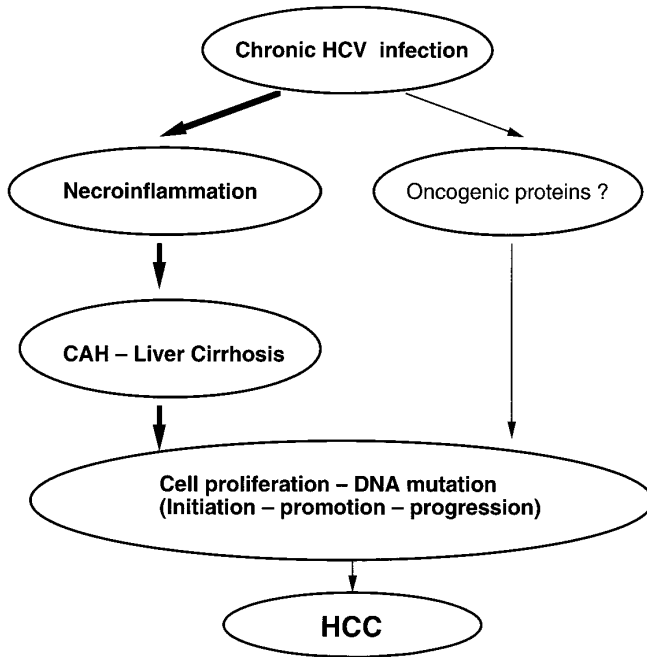 Chronic HCV infection
Necroinflammation
Oncogenic proteins ?
CAH – Liver Cirrhosis
Cell proliferation – DNA mutation
(Initiation – promotion – progression)
HCC